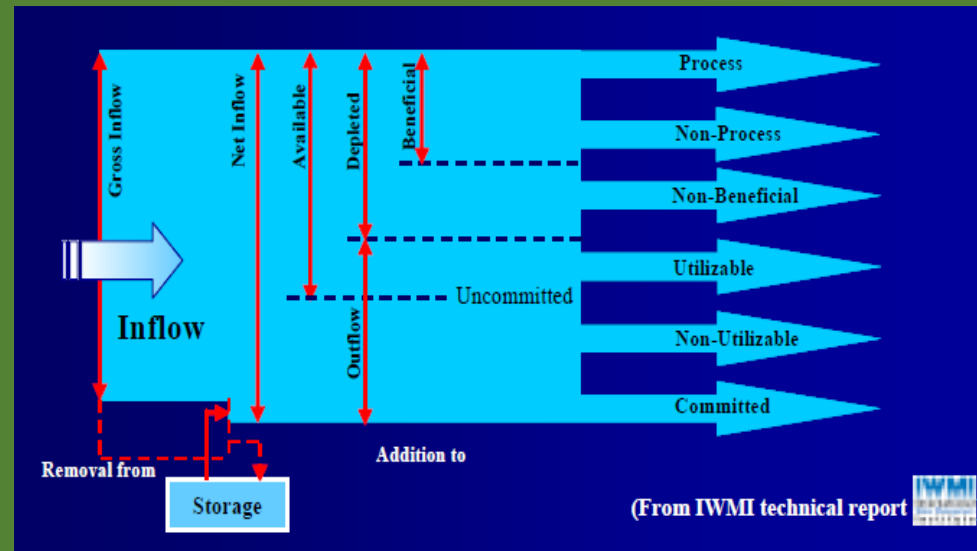 Gross Inflow
Net Inflow
Available
Depleted
Beneficial
Process
Non-Process
Non-Beneficial
Utilizable
Uncommitted
Inflow
Outflow
Non-Utilizable
Committed
Removal from
Addition to
Storage
(From IWMI technical report
IWMI